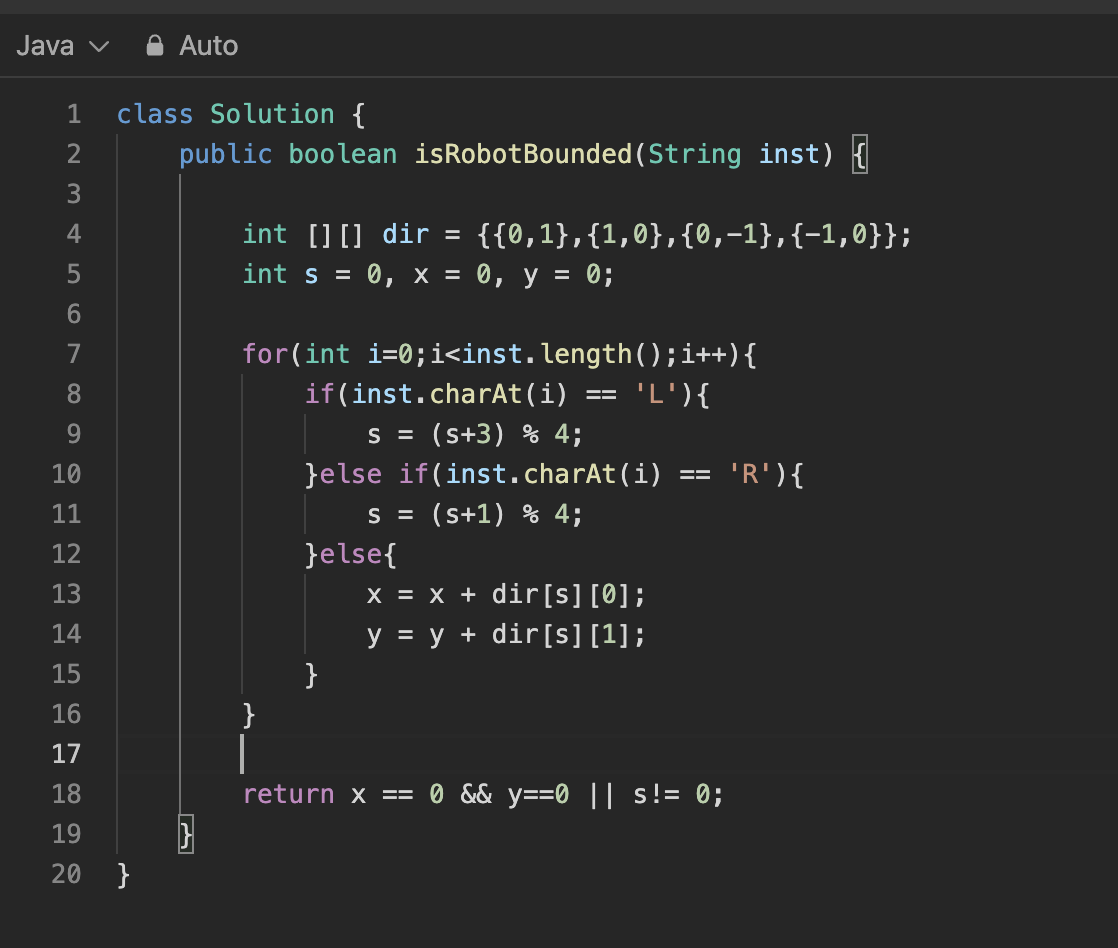 Java Auto
1 class Solution {
2 public boolean isRobotBounded(String inst) {
3
4 int [][] dir = {{0,1},{1,0},{0,-1},{-1,0}};
5 int s = 0, x = 0, y = 0;
6
7 for(int i=0;i<inst.length();i++){
8 if(inst.charAt(i) == 'L'){
9 s = (s+3) % 4;
10 }else if(inst.charAt(i) == 'R'){
11 s = (s+1) % 4;
12 }else{
13 x = x + dir[s][0];
14 y = y + dir[s][1];
15 }
16 }
17
18 return x == 0 && y==0 || s!= 0;
19 }
20 }